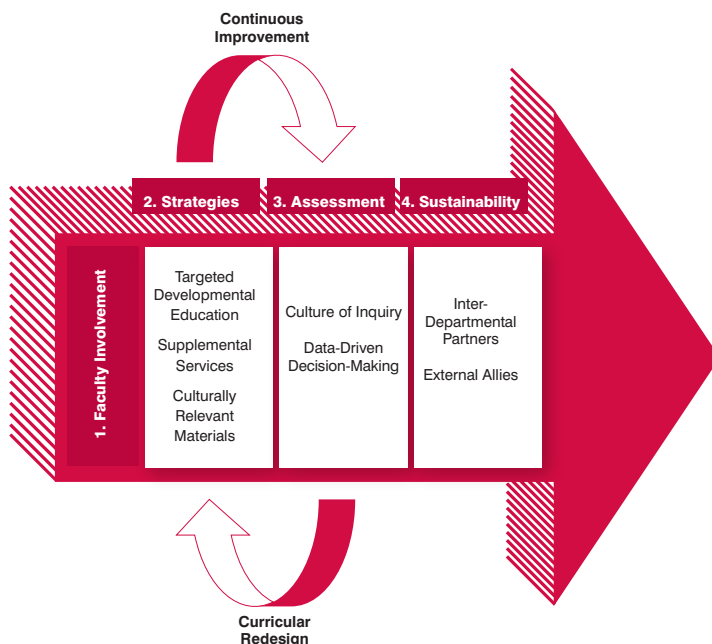 Continuous
Improvement
2. Strategies
3. Assessment
4. Sustainability
1. Faculty Involvement
Targeted
Developmental
Education
Supplemental
Services
Culturally
Relevant
Materials
Culture of Inquiry
Data-Driven
Decision-Making
Inter-
Departmental
Partners
External Allies
Curricular
Redesign